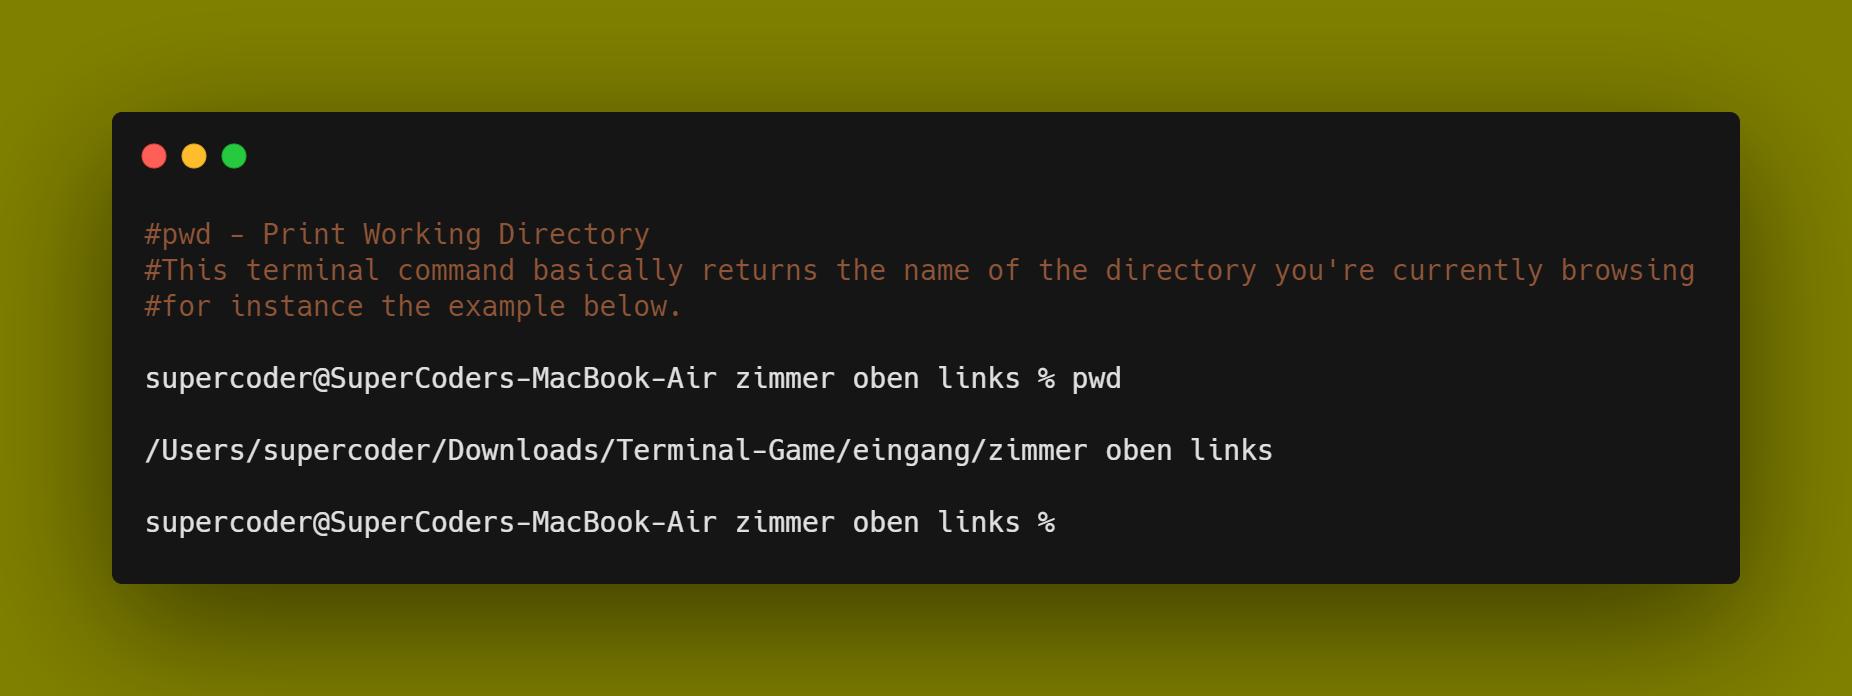 #pwd - Print Working Directory
#This terminal command basically returns the name of the directory you're currently browsing
#for instance the example below.
supercoder@SuperCoders-MacBook-Air zimmer oben links % pwd
/Users/supercoder/Downloads/Terminal-Game/eingang/zimmer oben links
supercoder@SuperCoders-MacBook-Air zimmer oben links %